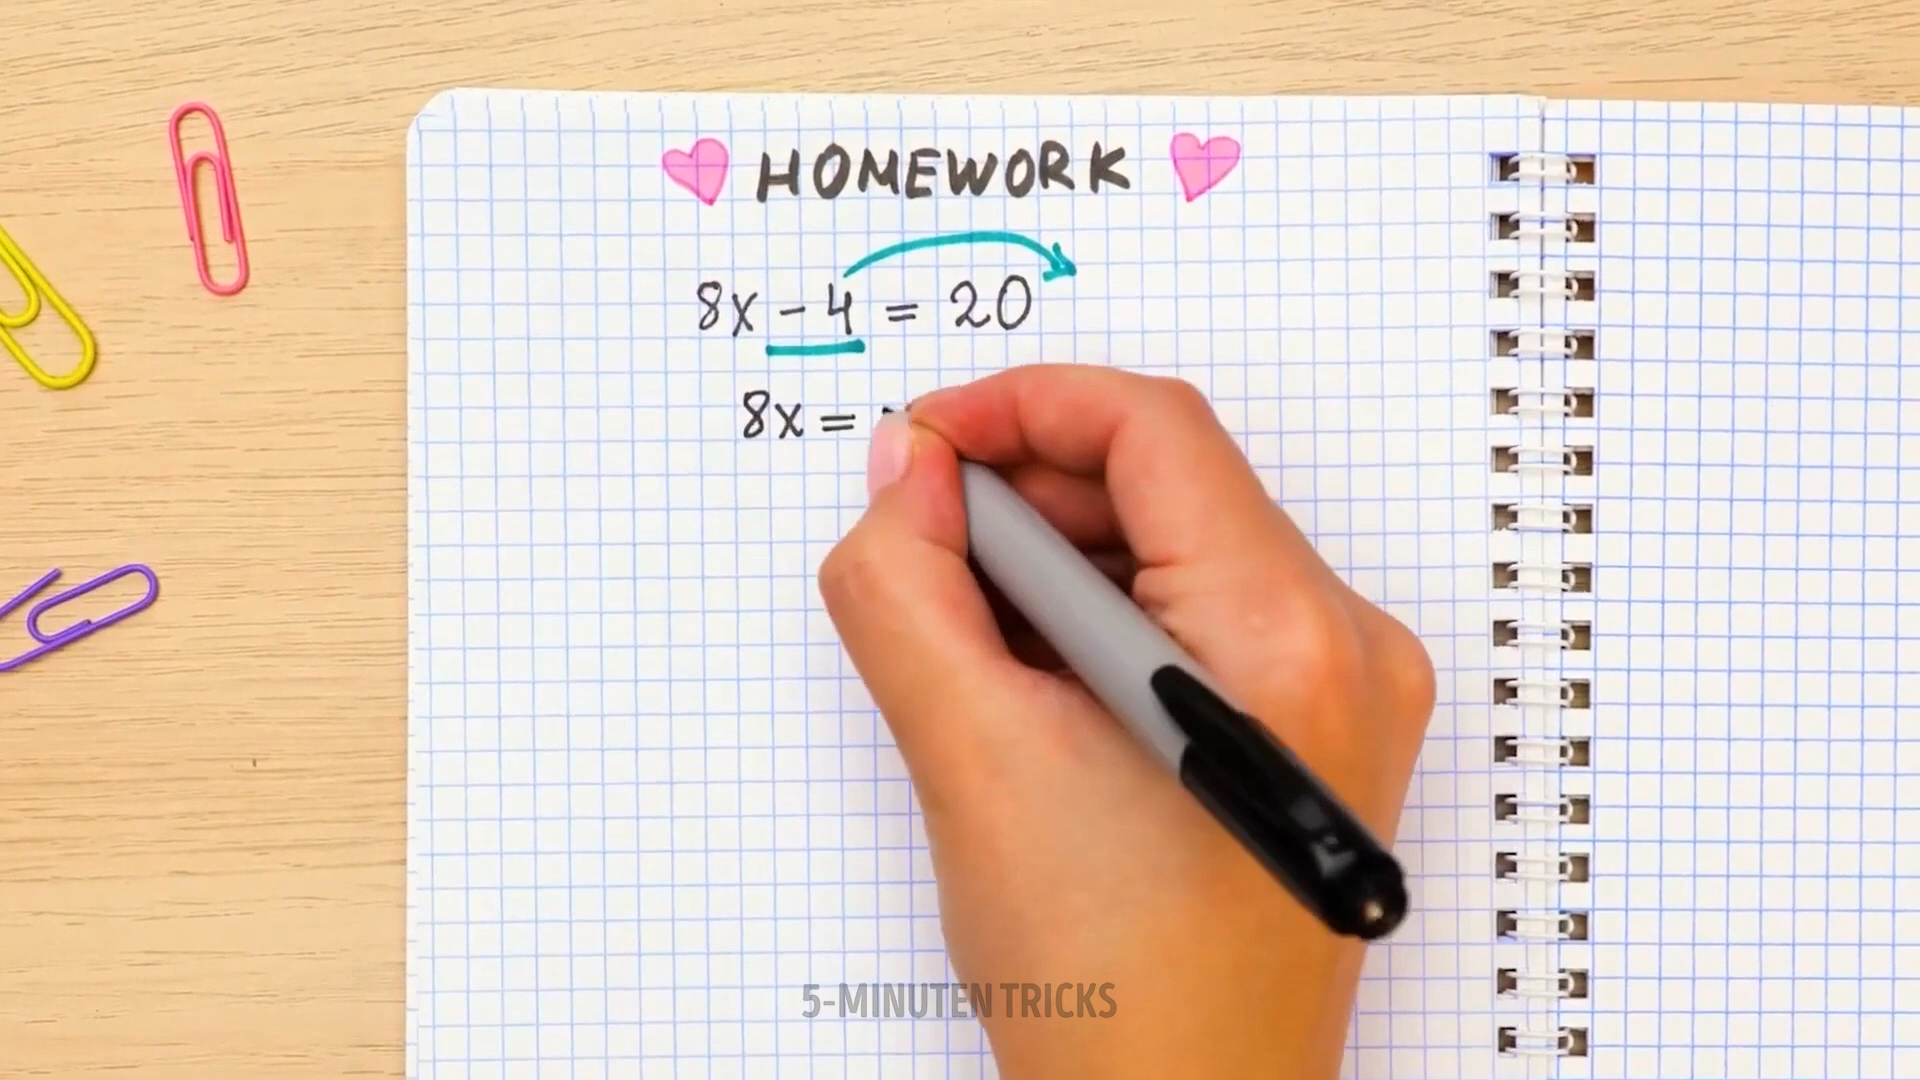 HOMEWORK
8x - 4 = 20
8x =
5-MINUTEN TRICKS